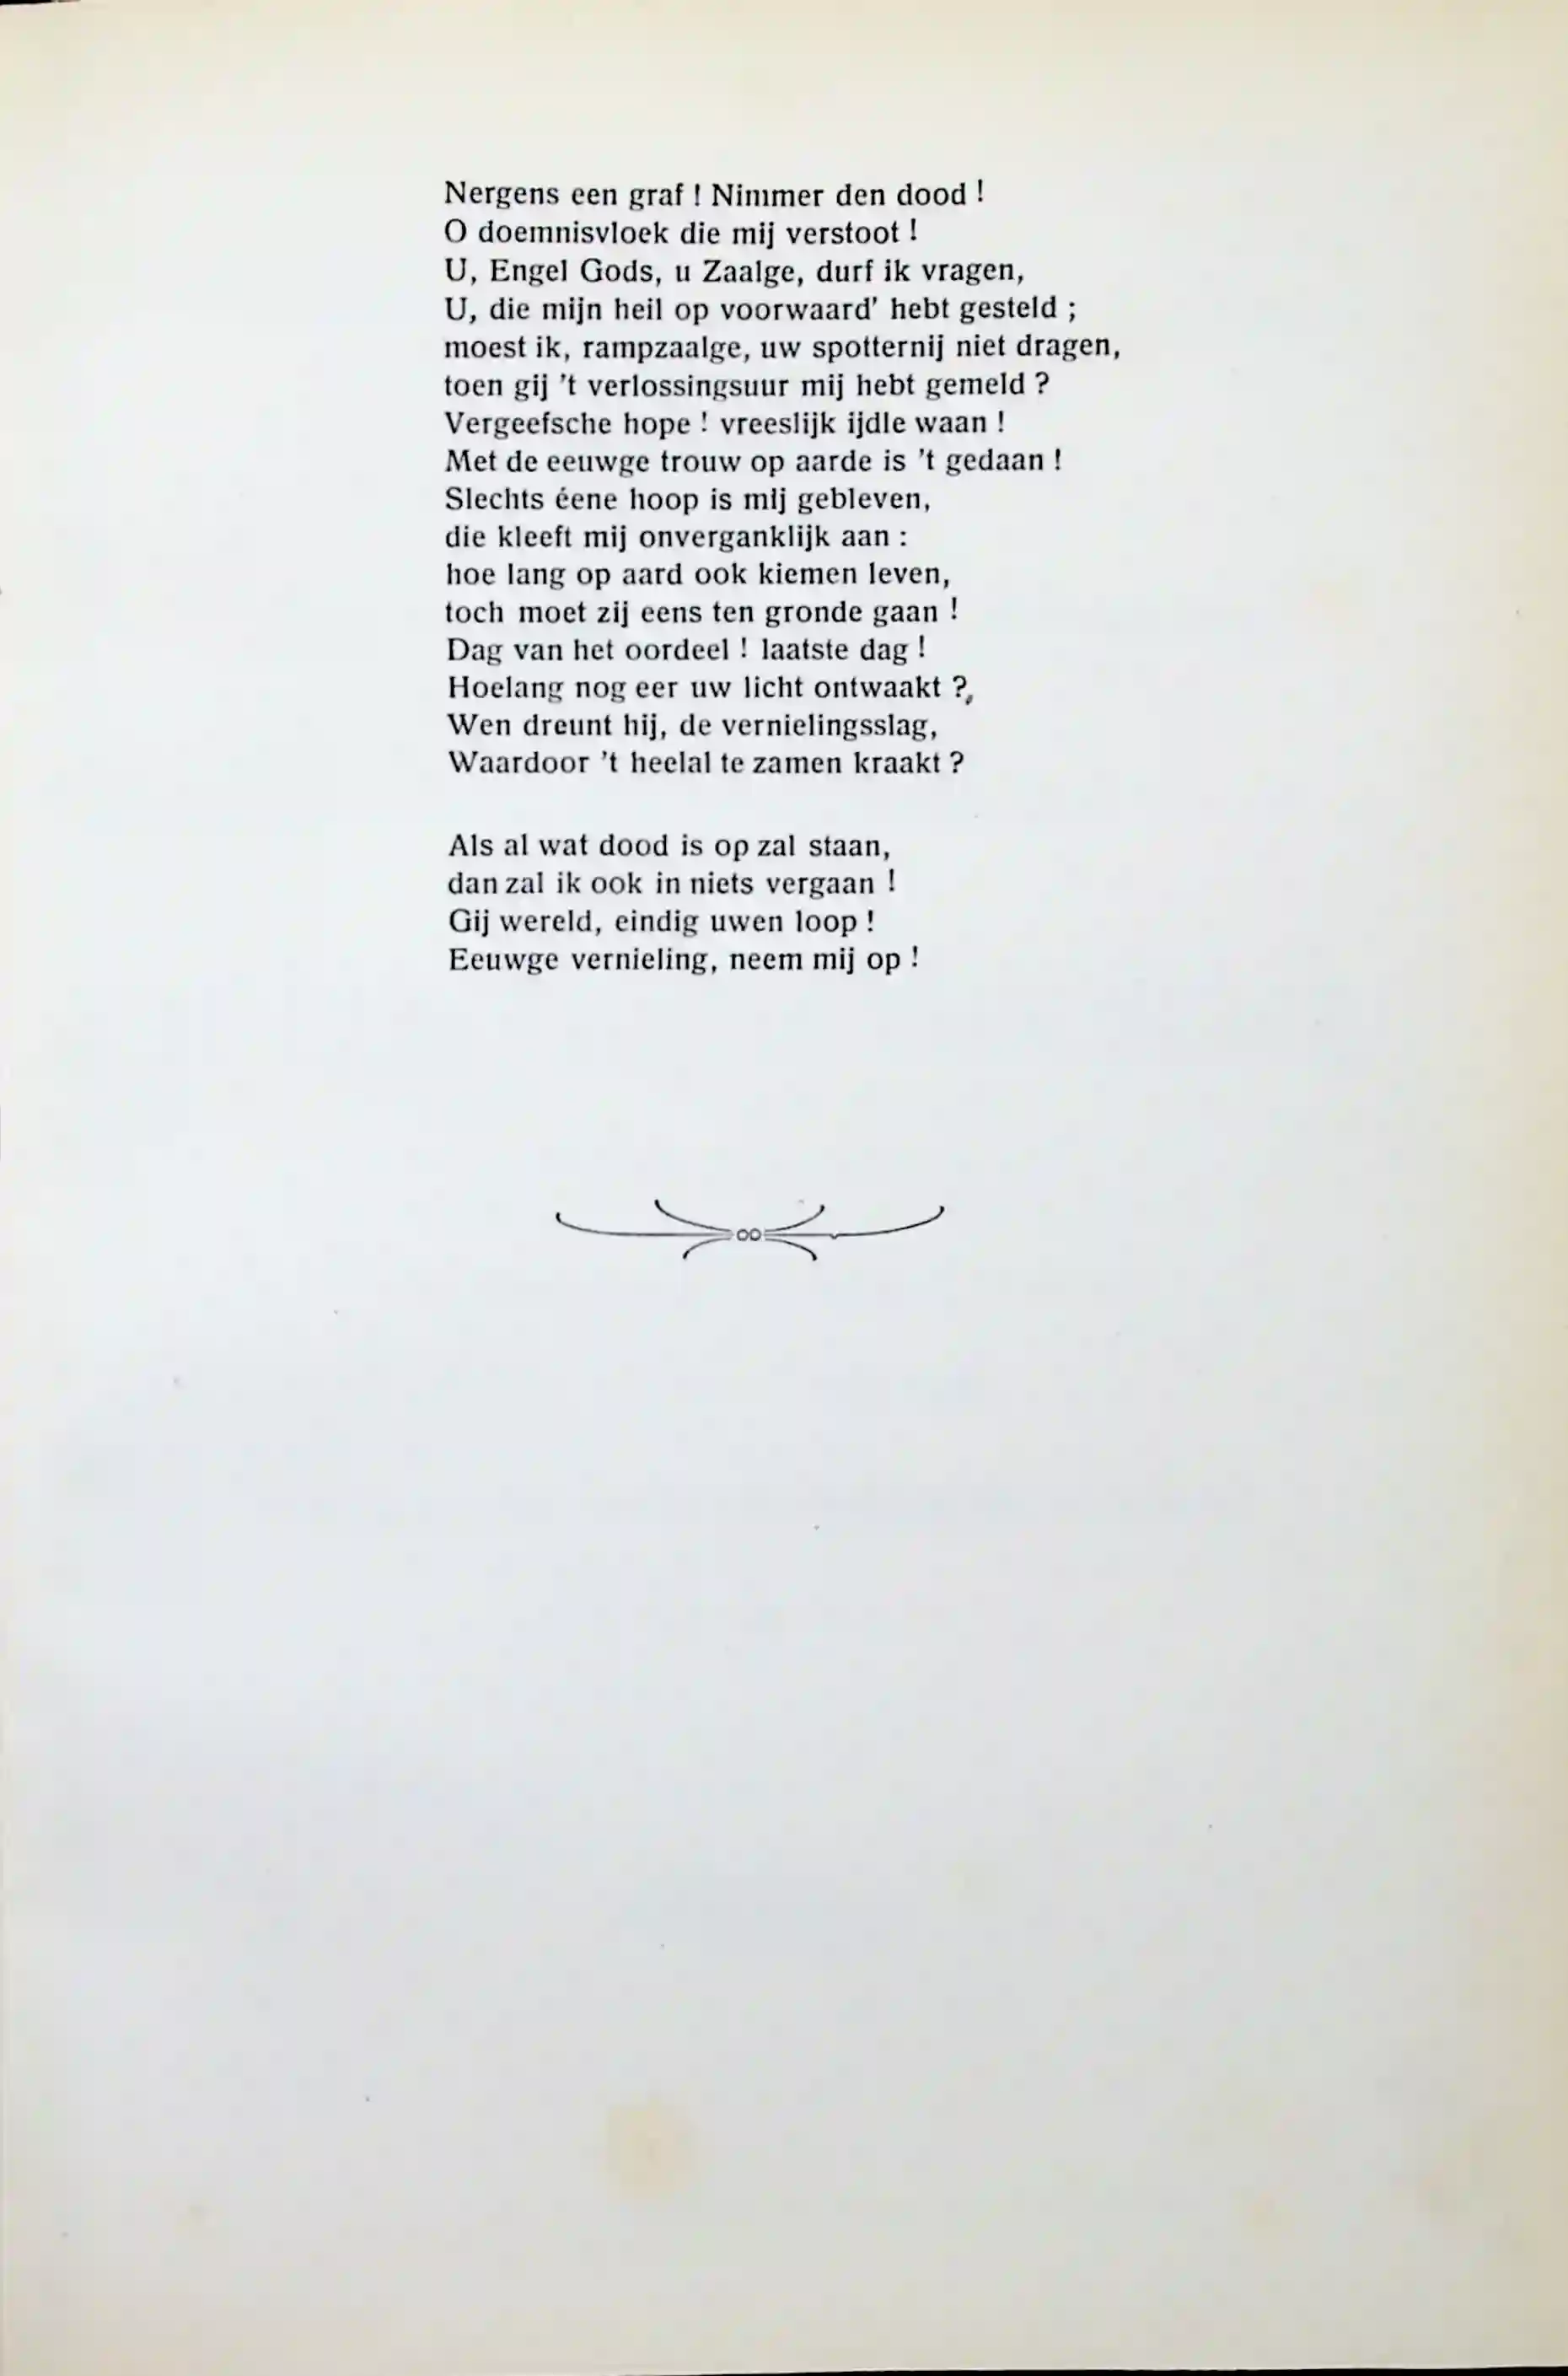 Nergens een graf ! Nimmer den dood !
O doemnisvloek die mij verstoot !
U, Engel Gods, u Zaalge, durf ik vragen,
U, die mijn heil op voorwaard' hebt gesteld ;
moest ik, rampzaalge, uw spotternij niet dragen,
toen gij 't verlossingsuur mij hebt gemeld ?
Vergeefsche hope ! vreeslijk ijdle waan !
Met de eeuwge trouw op aarde is 't gedaan !
Slechts éene hoop is mij gebleven,
die kleeft mij onverganklijk aan :
hoe lang op aard ook kiemen leven,
toch moet zij eens ten gronde gaan !
Dag van het oordeel ! laatste dag !
Hoelang nog eer uw licht ontwaakt ?,
Wen dreunt hij, de vernielingsslag,
Waardoor 't heelal te zamen kraakt ?
Als al wat dood is op zal staan,
dan zal ik ook in niets vergaan !
Gij wereld, eindig uwen loop !
Eeuwge vernieling, neem mij op !